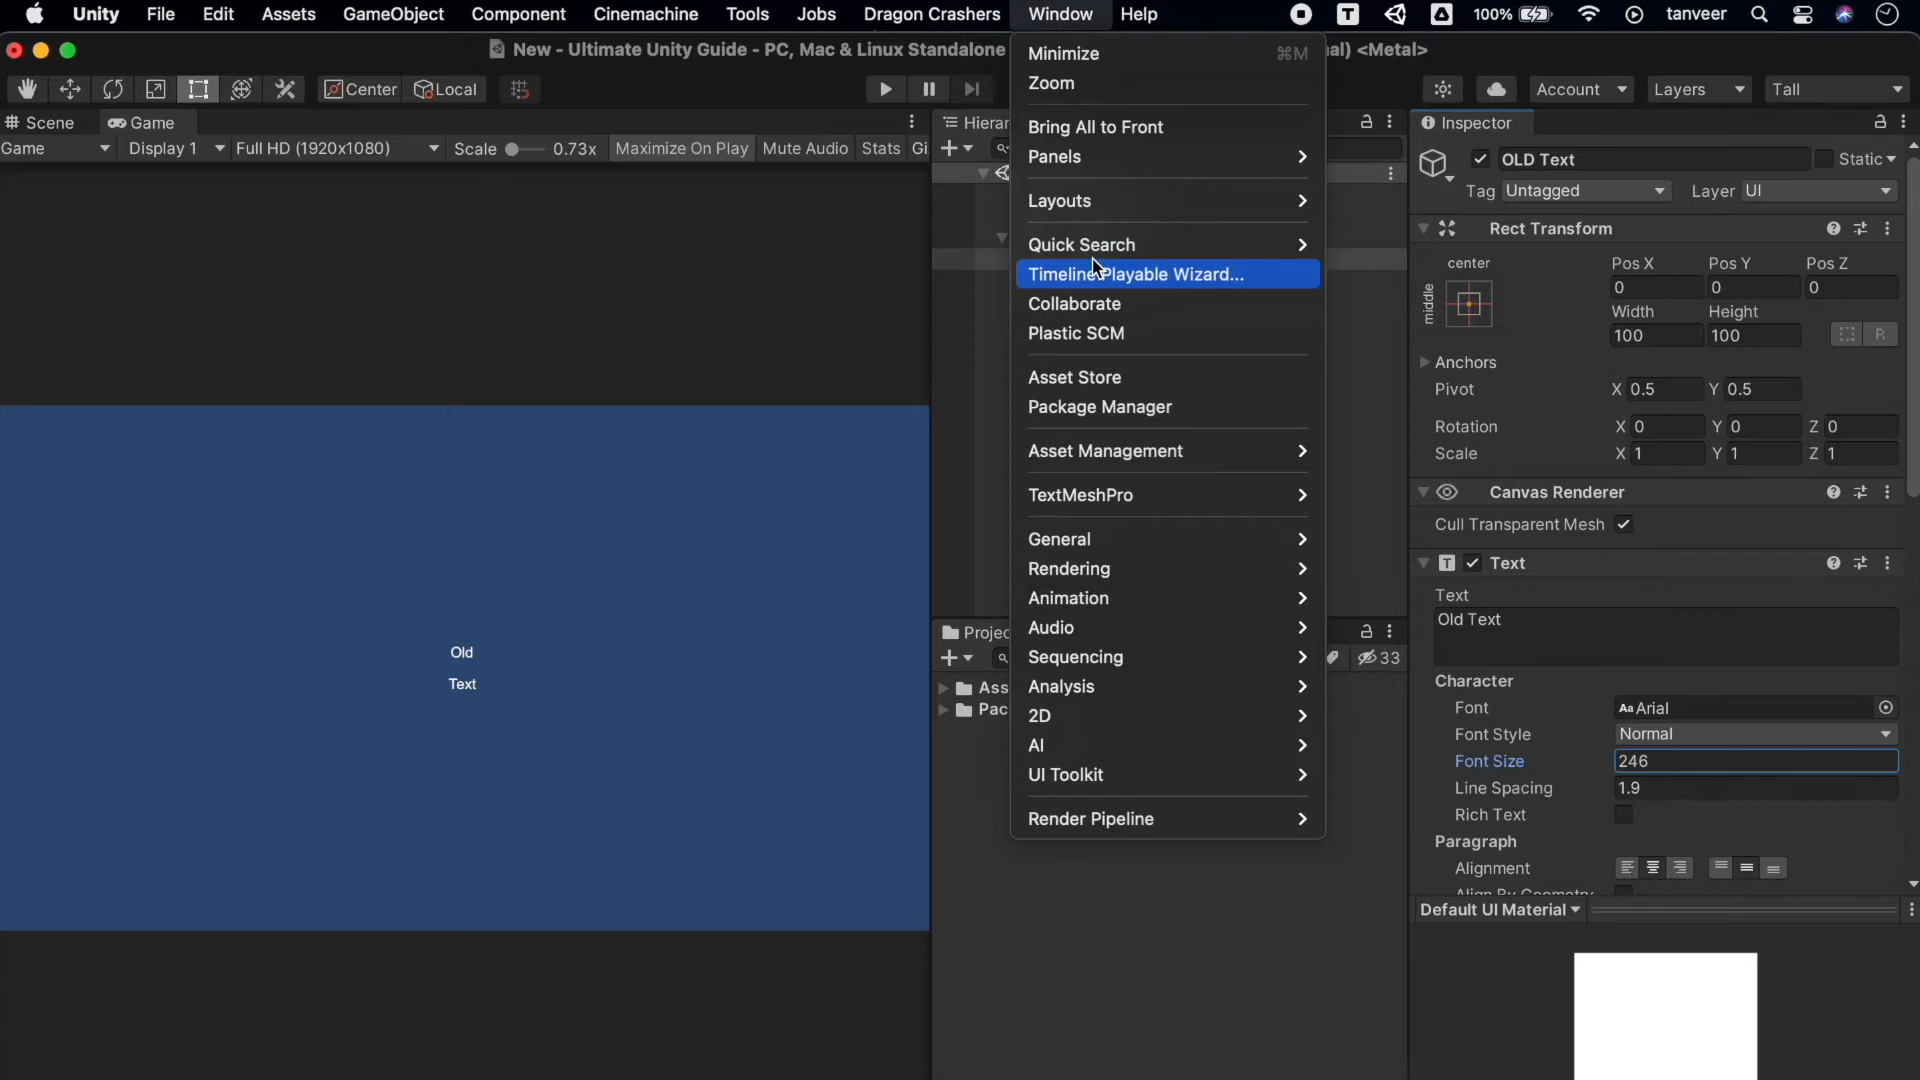 Unity File Edit Assets GameObject Component Cinemachine Tools Jobs Dragon Crashers Window Help 100% tanveer
New - Ultimate Unity Guide - PC, Mac & Linux Standalone al) <Metal>
Center Local Account Layers Tall
Scene Game
Game Display 1 Full HD (1920x1080) Scale 0.73x Maximize On Play Mute Audio Stats Gi
Old
Text
Hierar
Projec
33
Ass
Pac
Minimize ⌘M
Zoom
Bring All to Front
Panels
Layouts
Quick Search
Timeline Playable Wizard...
Collaborate
Plastic SCM
Asset Store
Package Manager
Asset Management
TextMeshPro
General
Rendering
Animation
Audio
Sequencing
Analysis
2D
AI
UI Toolkit
Render Pipeline
Inspector
OLD Text Static
Tag Untagged Layer UI
Rect Transform
center Pos X Pos Y Pos Z
middle 0 0 0
Width Height
100 100 R
Anchors
Pivot X 0.5 Y 0.5
Rotation X 0 Y 0 Z 0
Scale X 1 Y 1 Z 1
Canvas Renderer
Cull Transparent Mesh
T Text
Text
Old Text
Character
Font Aa Arial
Font Style Normal
Font Size 246
Line Spacing 1.9
Rich Text
Paragraph
Alignment
Align By Geometry
Default UI Material